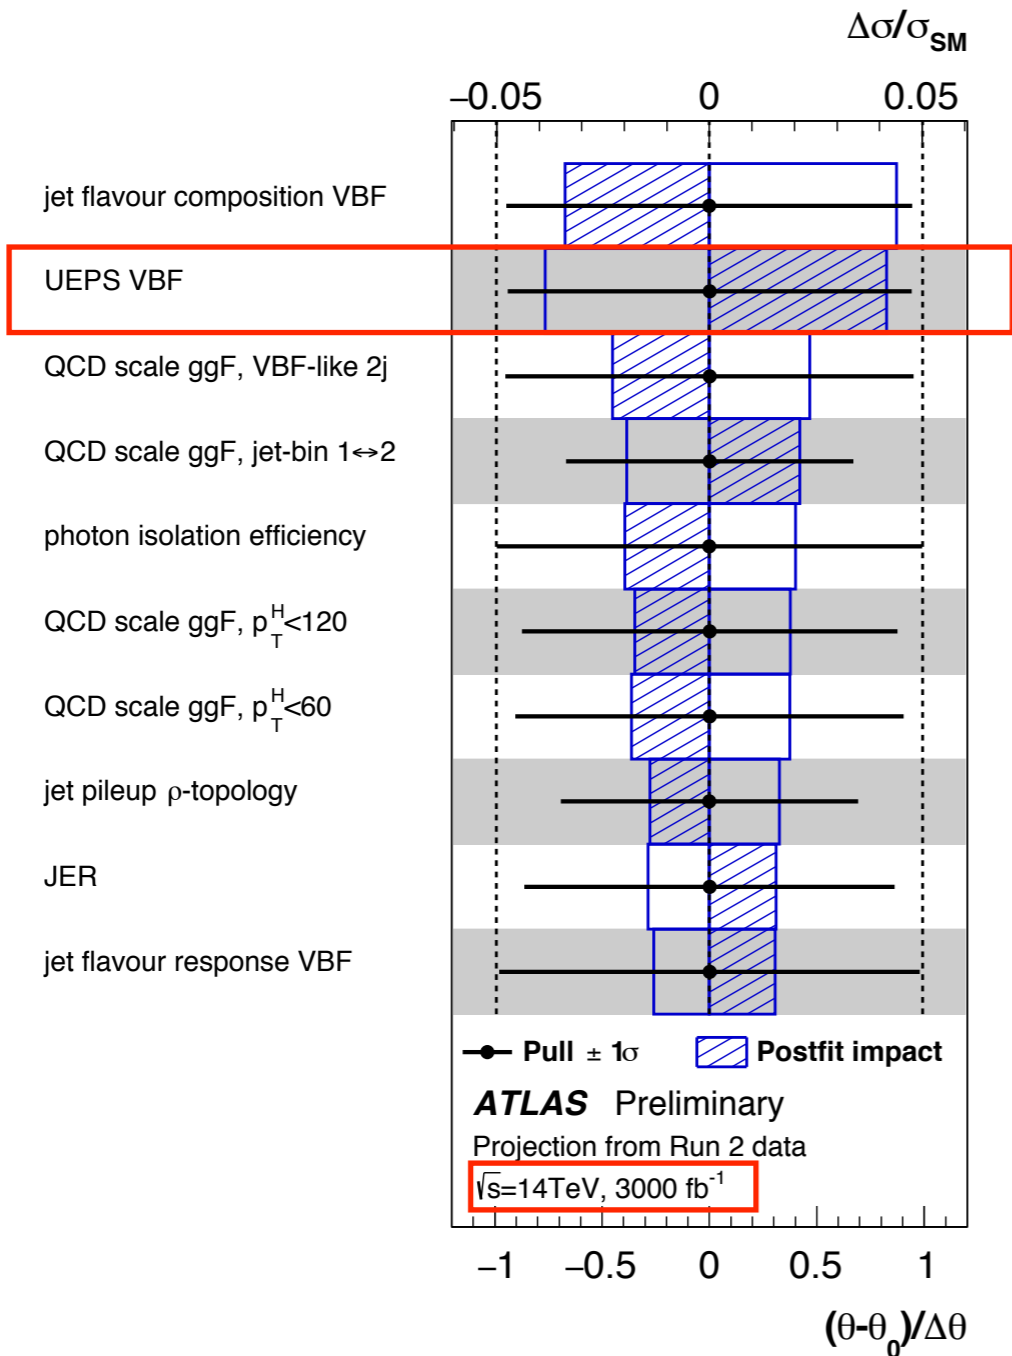 Δσ/σ_SM
−0.05 0 0.05
jet flavour composition VBF
UEPS VBF
QCD scale ggF, VBF-like 2j
QCD scale ggF, jet-bin 1↔2
photon isolation efficiency
QCD scale ggF, p_T^H<120
QCD scale ggF, p_T^H<60
jet pileup ρ-topology
JER
jet flavour response VBF
Pull ± 1σ Postfit impact
ATLAS Preliminary
Projection from Run 2 data
√s=14TeV, 3000 fb⁻¹
−1 −0.5 0 0.5 1
(θ-θ₀)/Δθ